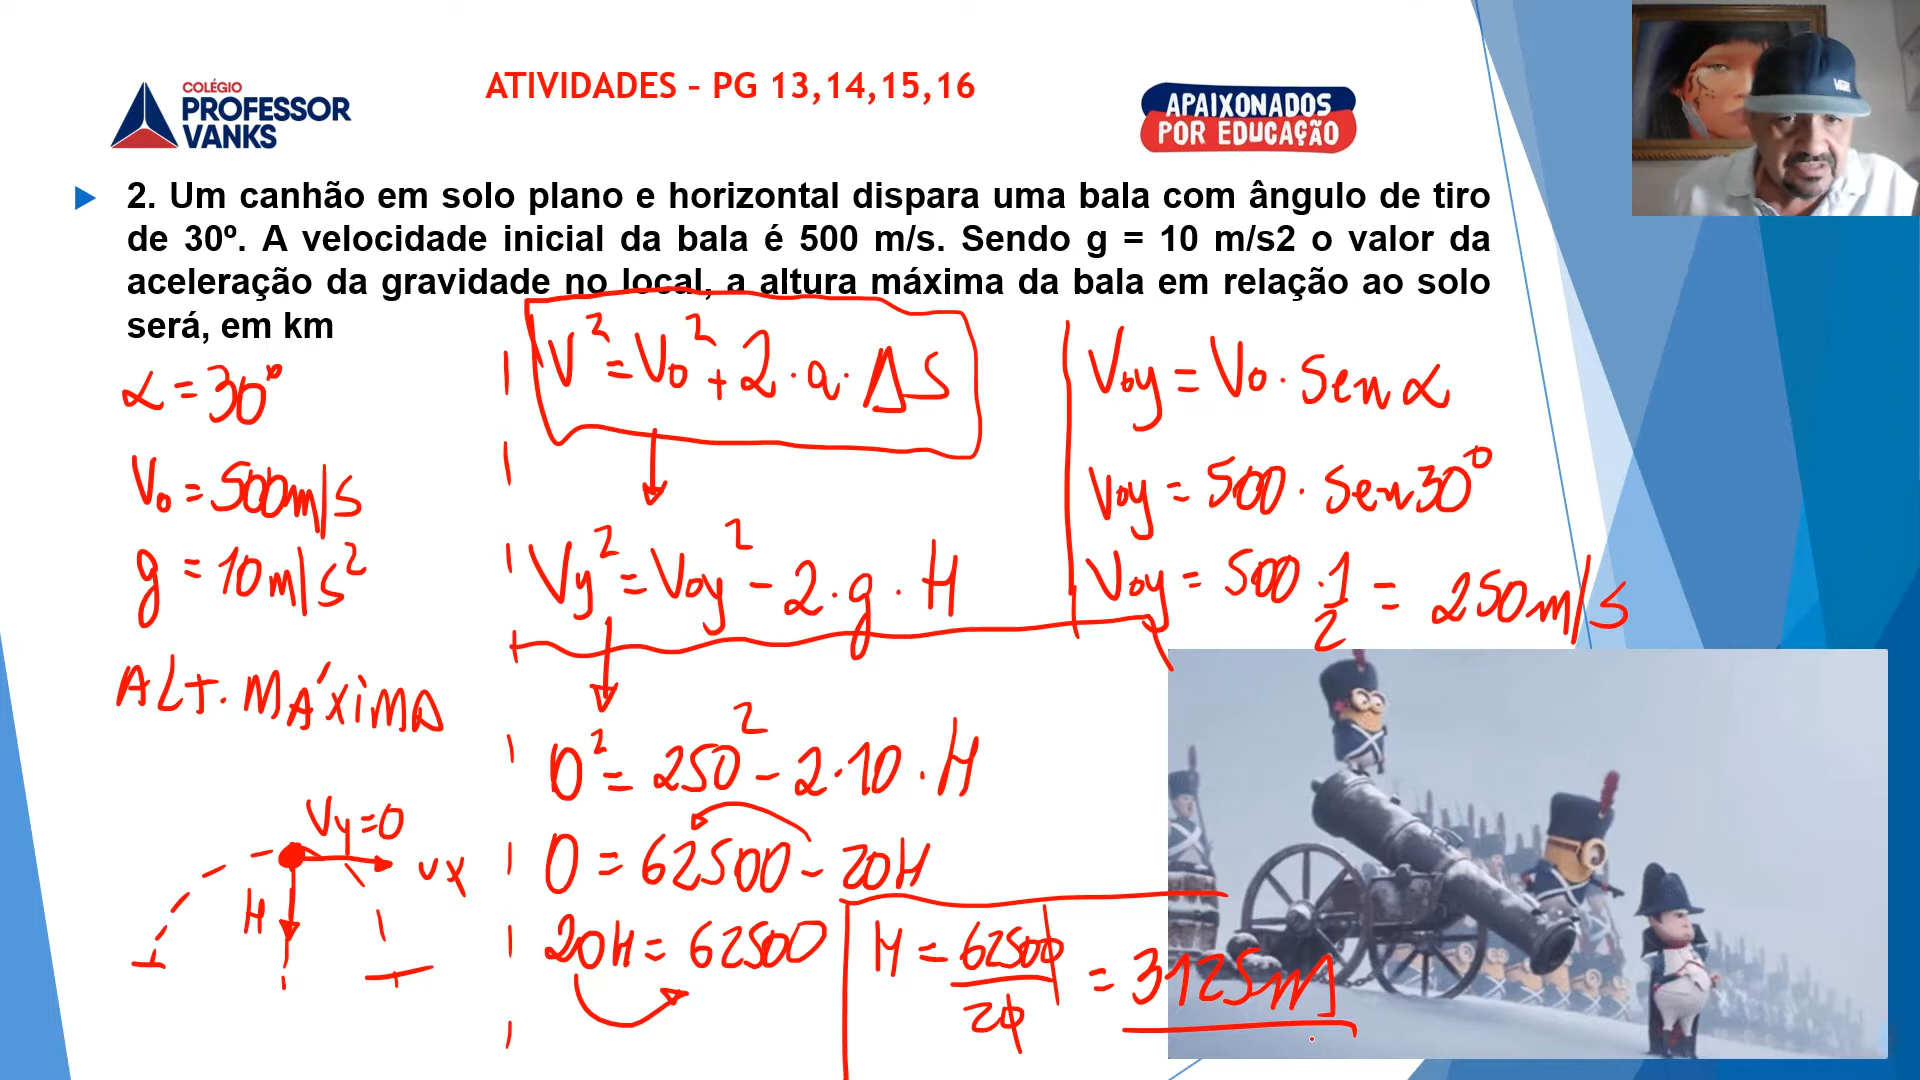 COLÉGIO
PROFESSOR
VANKS
ATIVIDADES – PG 13,14,15,16
APAIXONADOS
POR EDUCAÇÃO
2. Um canhão em solo plano e horizontal dispara uma bala com ângulo de tiro
de 30º. A velocidade inicial da bala é 500 m/s. Sendo g = 10 m/s2 o valor da
aceleração da gravidade no local, a altura máxima da bala em relação ao solo
será, em km
α = 30°
V₀ = 500m/s
g = 10m/s²
ALT. MÁXIMA
Vy = 0
vx
H
V² = V₀² + 2 · a · ΔS
Vy² = V₀y² - 2 · g · H
0² = 250² - 2 · 10 · H
0 = 62500 - 20H
20H = 62500
H = 62500/20 = 3125m
V₀y = V₀ · Sen α
V₀y = 500 · Sen 30°
V₀y = 500 · 1/2 = 250m/s